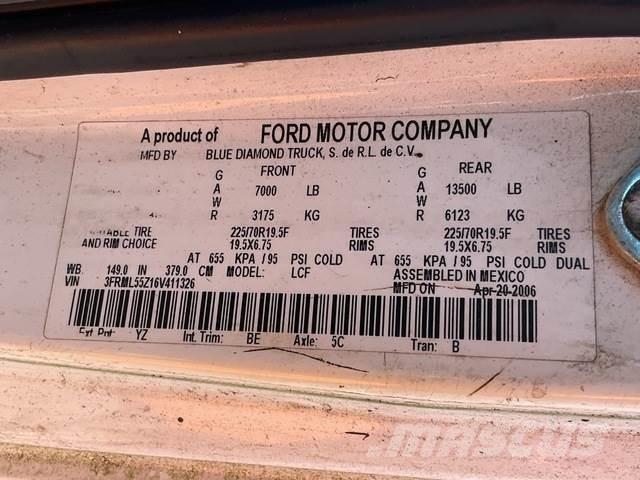 A product of FORD MOTOR COMPANY
MFD BY BLUE DIAMOND TRUCK, S. de R.L. de C.V.
G FRONT G REAR
A 7000 LB A 13500 LB
W W
R 3175 KG R 6123 KG
TIRE 225/70R19.5F TIRES 225/70R19.5F
AND RIM CHOICE 19.5X6.75 RIMS 19.5X6.75
AT 655 KPA / 95 PSI COLD AT 655 KPA / 95 PSI COLD DUAL
WB. 149.0 IN 379.0 CM MODEL: LCF ASSEMBLED IN MEXICO
VIN 3FRML55Z16V411326 MFD ON Apr-20-2006
Ext Pnt: YZ Int. Trim: BE Axle: 5C Tran: B
MASCUS